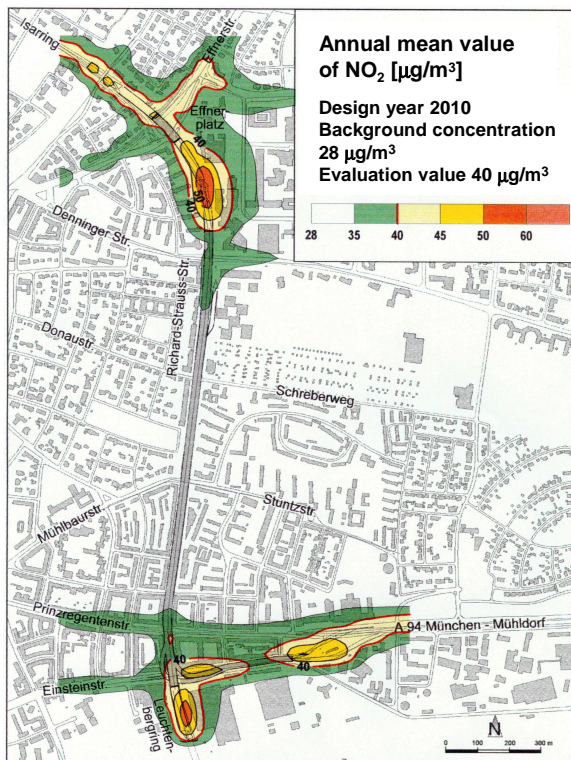 Isarring
Effnerstr.
Annual mean value
of NO2 [µg/m³]
Design year 2010
Background concentration
28 µg/m³
Evaluation value 40 µg/m³
28 35 40 45 50 60
Effner-
platz
40
50
40
Denninger Str.
Richard-Strauss-Str.
Donaustr.
Schreberweg
Stuntzstr.
Mühlbaurstr.
Prinzregentenstr.
A 94 München - Mühldorf
40
40
Einsteinstr.
Leuchten-
bergring
N
0 100 200 300 m